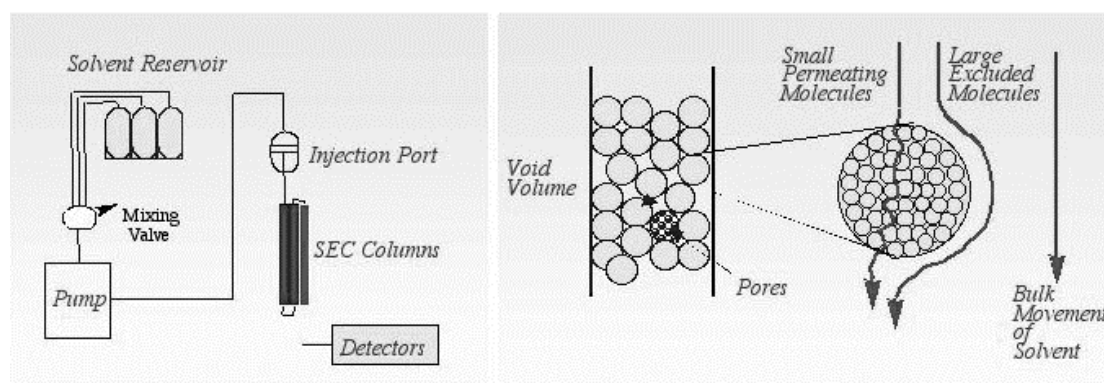 Solvent Reservoir
Injection Port
Mixing
Valve
SEC Columns
Pump
Detectors
Small
Permeating
Molecules
Large
Excluded
Molecules
Void
Volume
Pores
Bulk
Movement
of
Solvent